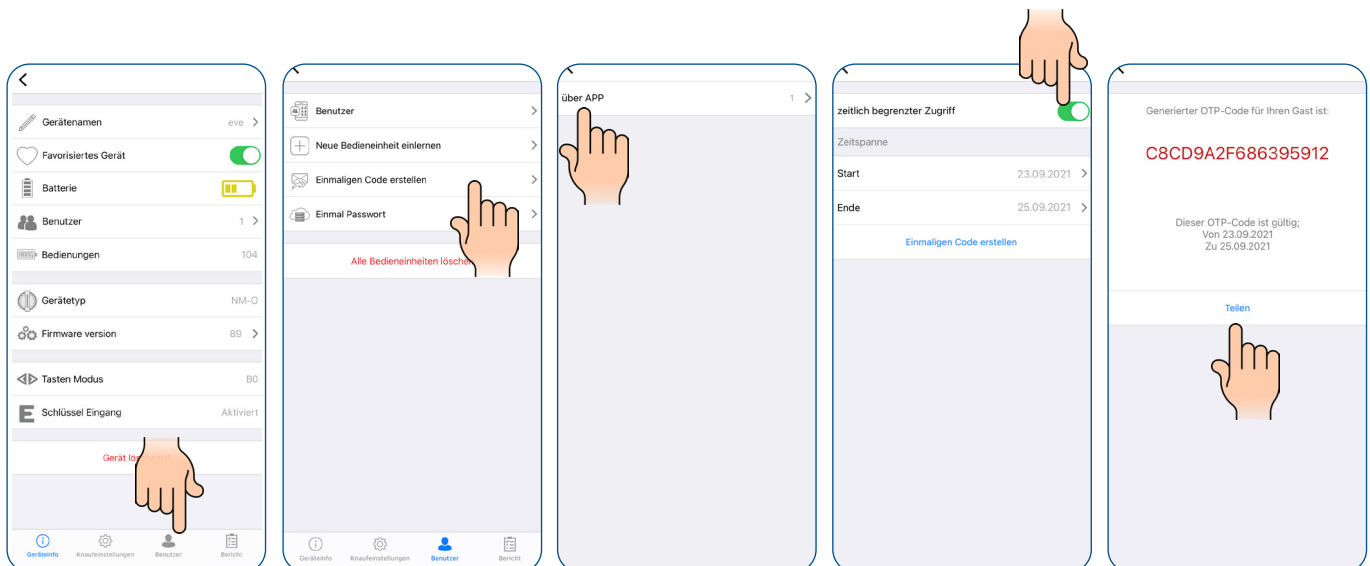 Gerätenamen eve
Favorisiertes Gerät
Batterie
Benutzer 1
Bedienungen 104
Gerätetyp NM-O
Firmware version 89
Tasten Modus B0
E Schlüssel Eingang Aktiviert
Gerät
Geräteinfo Knaufeinstellungen Benutzer Bericht
Benutzer
Neue Bedieneinheit einlernen
Einmaligen Code erstellen
Einmal Passwort
Alle Bedieneinheiten löschen
Geräteinfo Knaufeinstellungen Benutzer Bericht
über APP 1
zeitlich begrenzter Zugriff
Zeitspanne
Start 23.09.2021
Ende 25.09.2021
Einmaligen Code erstellen
Generierter OTP-Code für Ihren Gast ist:
C8CD9A2F686395912
Dieser OTP-Code ist gültig;
Von 23.09.2021
Zu 25.09.2021
Teilen